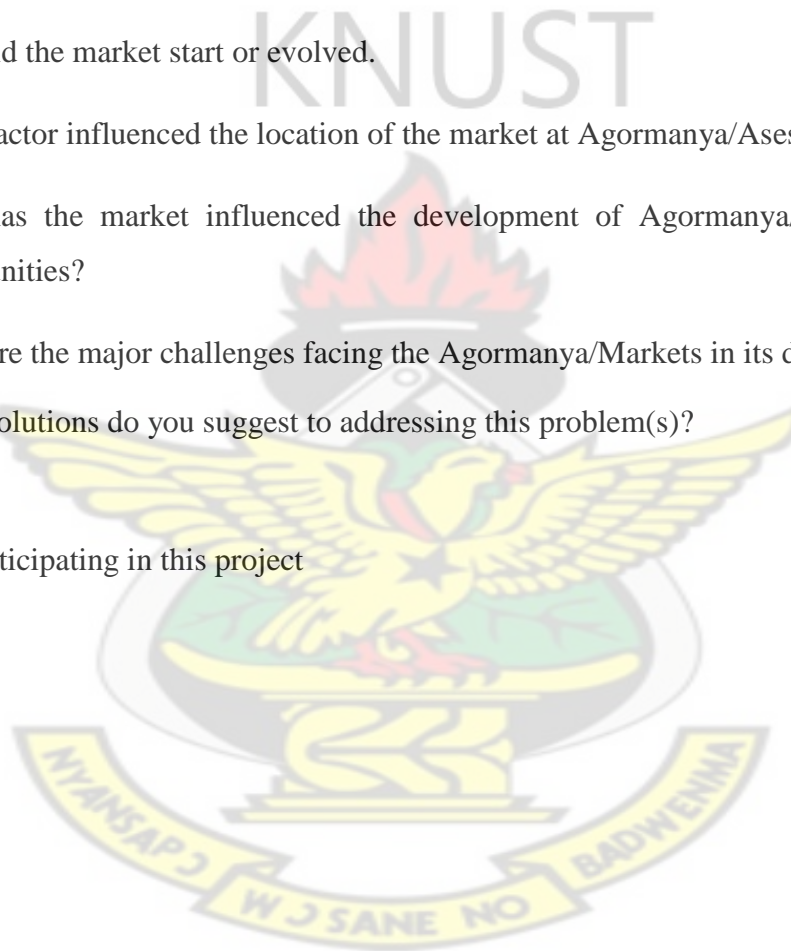 KNUST
d the market start or evolved.
actor influenced the location of the market at Agormanya/Ases
as the market influenced the development of Agormanya/
nities?
re the major challenges facing the Agormanya/Markets in its d
olutions do you suggest to addressing this problem(s)?
ticipating in this project
NYANSAPƆ WƆSANE NO BADWENMA